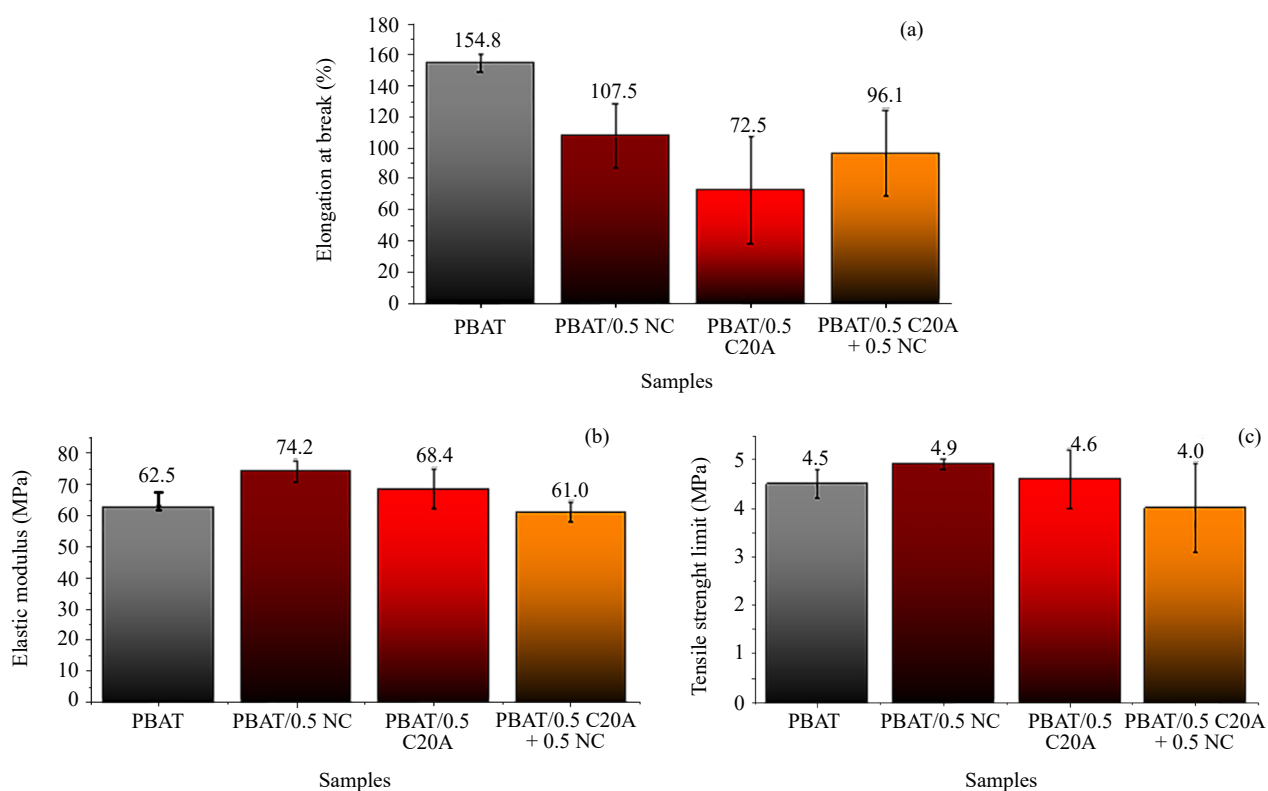 (a)
Elongation at break (%)
180
160
140
120
100
80
60
40
20
0
154.8
107.5
72.5
96.1
PBAT
PBAT/0.5 NC
PBAT/0.5
C20A
PBAT/0.5 C20A
+ 0.5 NC
Samples
(b)
Elastic modulus (MPa)
80
70
60
50
40
30
20
10
0
62.5
74.2
68.4
61.0
PBAT
PBAT/0.5 NC
PBAT/0.5
C20A
PBAT/0.5 C20A
+ 0.5 NC
Samples
(c)
Tensile strenght limit (MPa)
5
4
3
2
1
0
4.5
4.9
4.6
4.0
PBAT
PBAT/0.5 NC
PBAT/0.5
C20A
PBAT/0.5 C20A
+ 0.5 NC
Samples